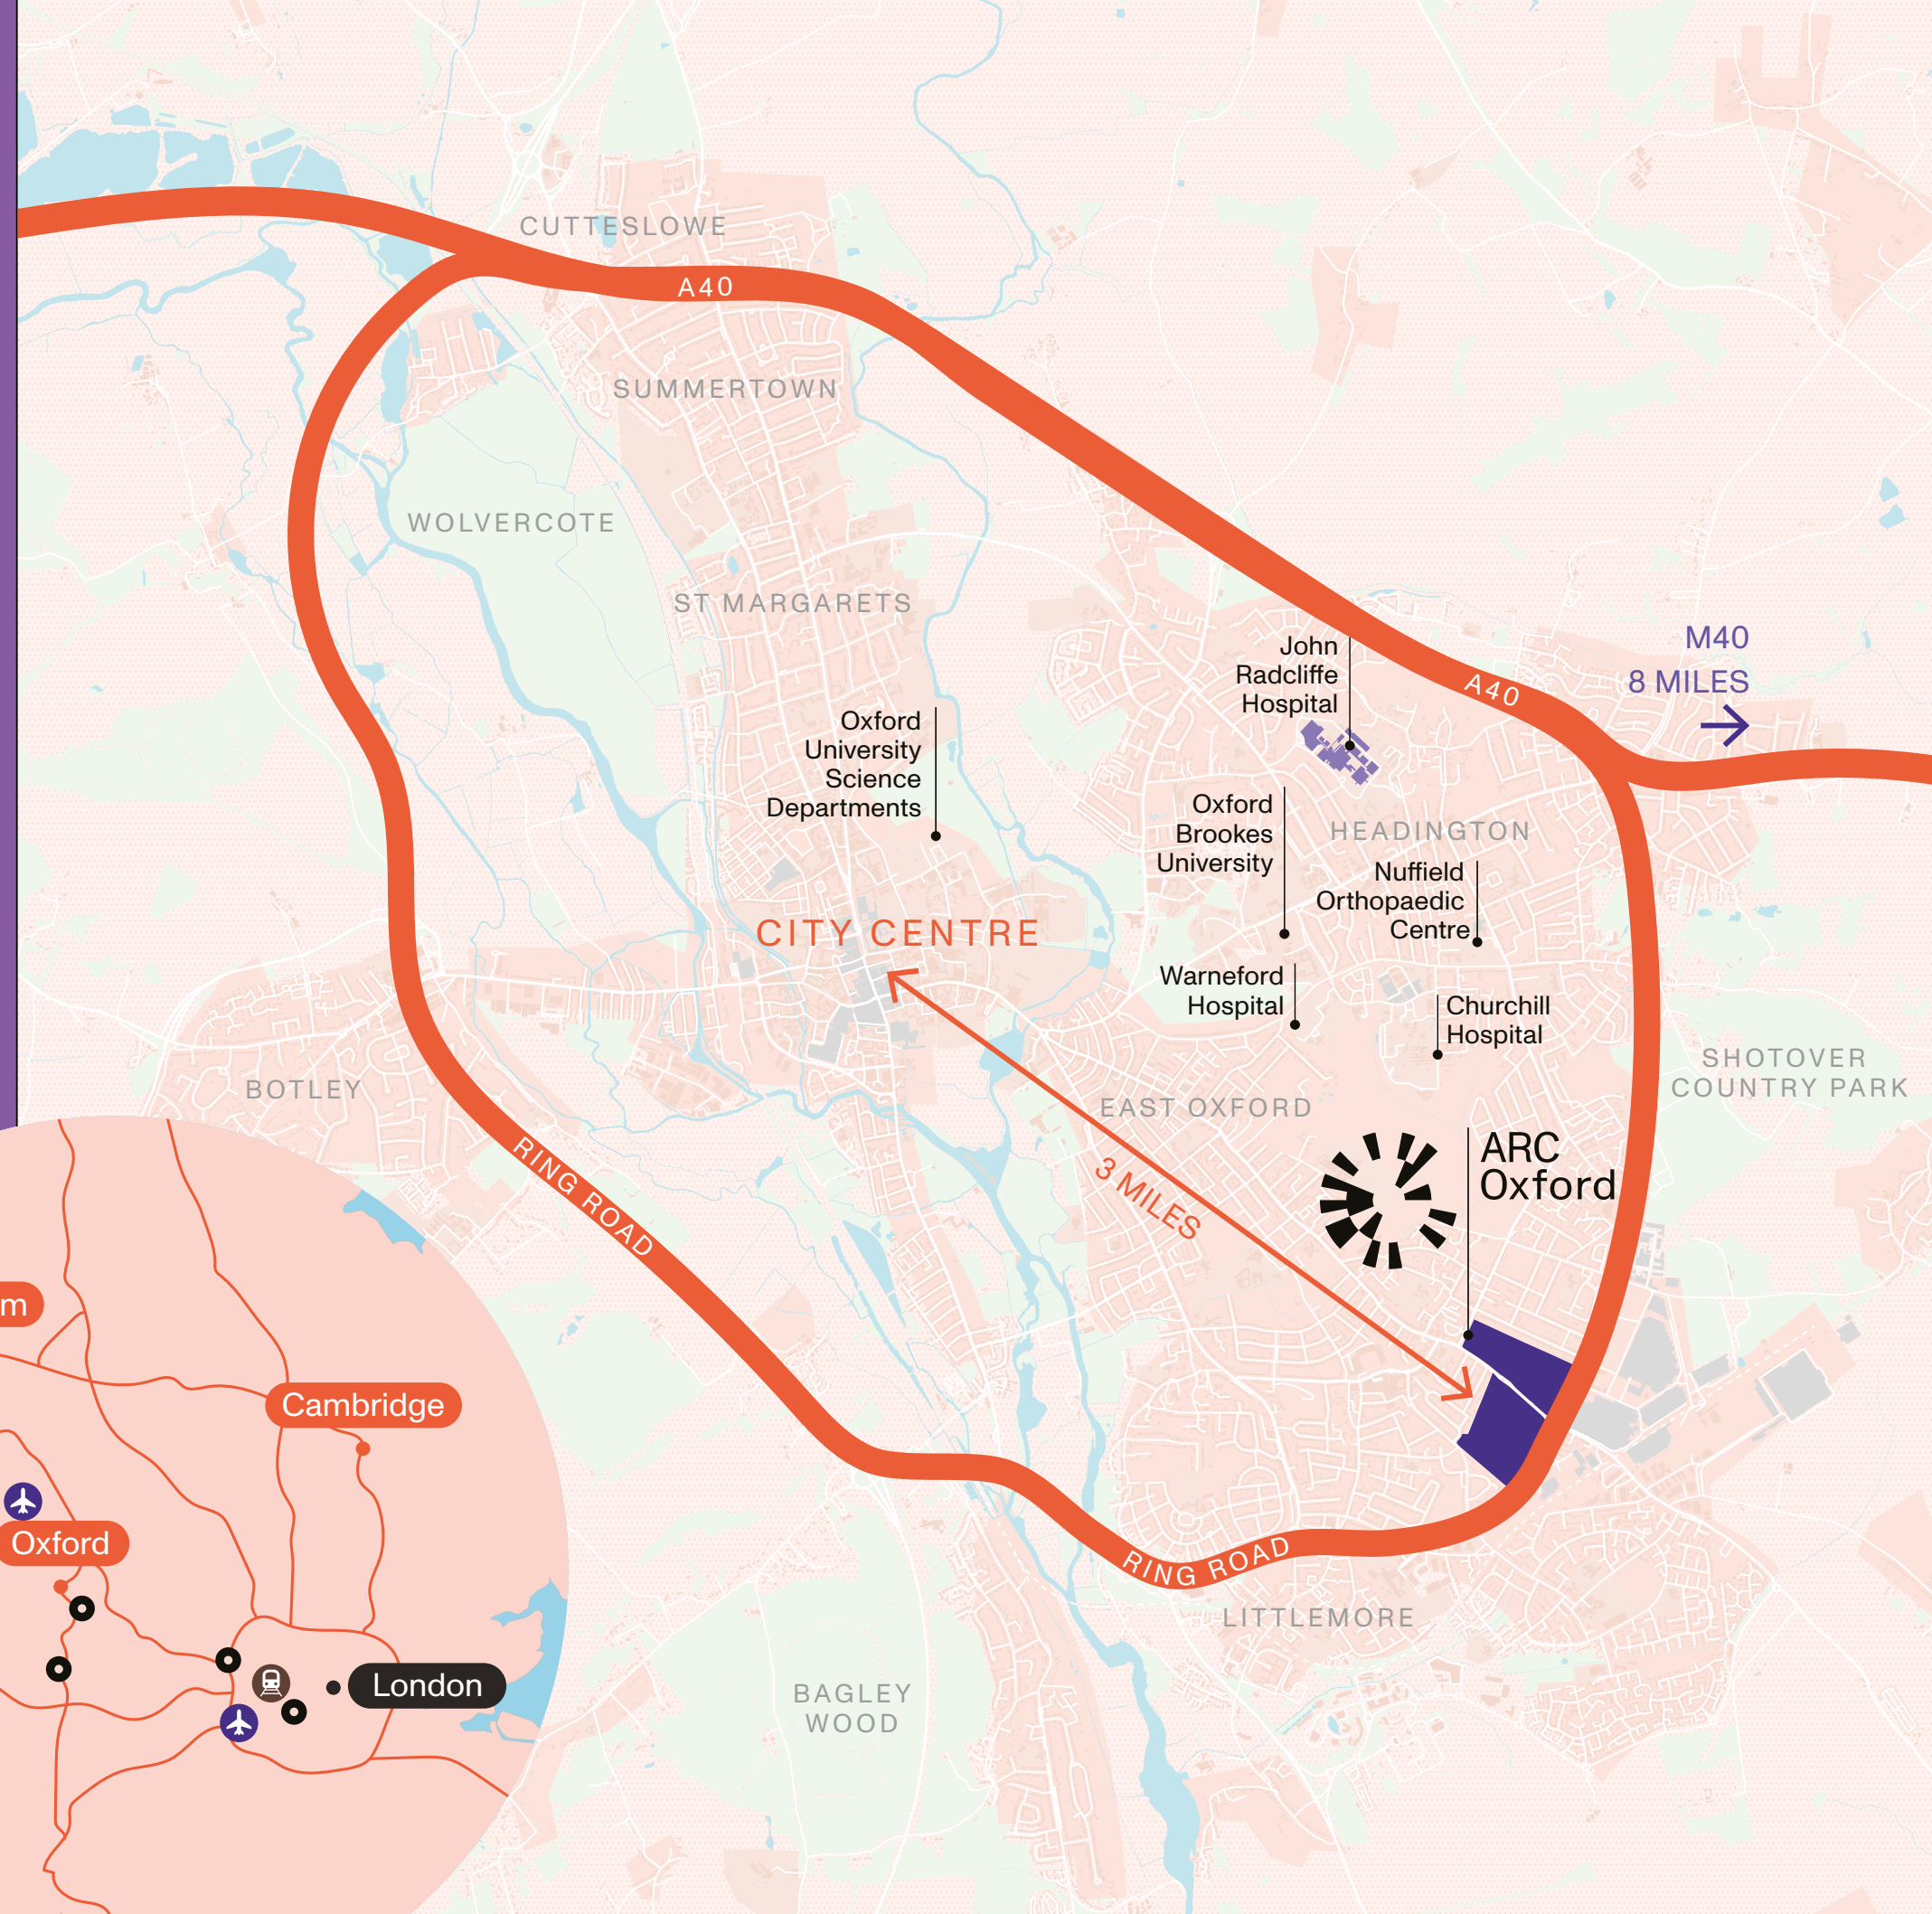 CUTTESLOWE
A40
SUMMERTOWN
WOLVERCOTE
ST MARGARETS
John
Radcliffe
Hospital
A40
M40
8 MILES
Oxford
University
Science
Departments
Oxford
Brookes
University
HEADINGTON
Nuffield
Orthopaedic
Centre
CITY CENTRE
Warneford
Hospital
Churchill
Hospital
SHOTOVER
COUNTRY PARK
BOTLEY
EAST OXFORD
RING ROAD
3 MILES
ARC
Oxford
m
Cambridge
Oxford
London
RING ROAD
LITTLEMORE
BAGLEY
WOOD